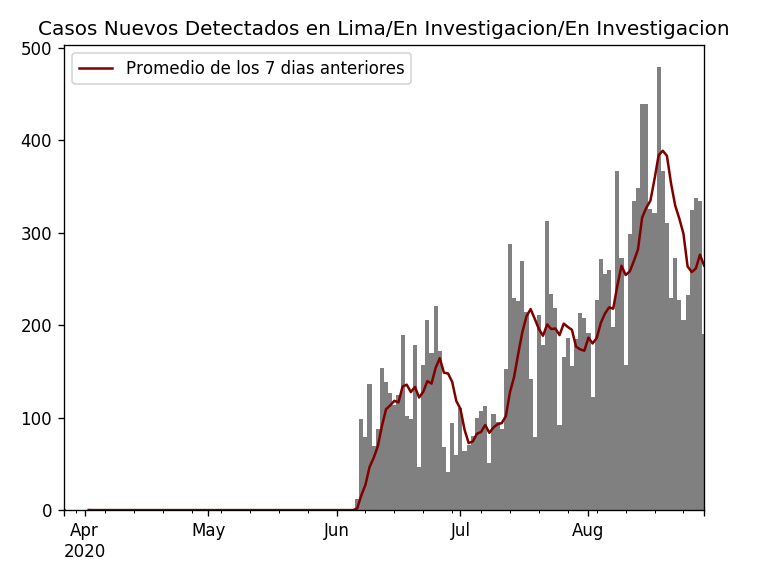 Casos Nuevos Detectados en Lima/En Investigacion/En Investigacion
Promedio de los 7 dias anteriores
500
400
300
200
100
0
Apr
2020
May
Jun
Jul
Aug